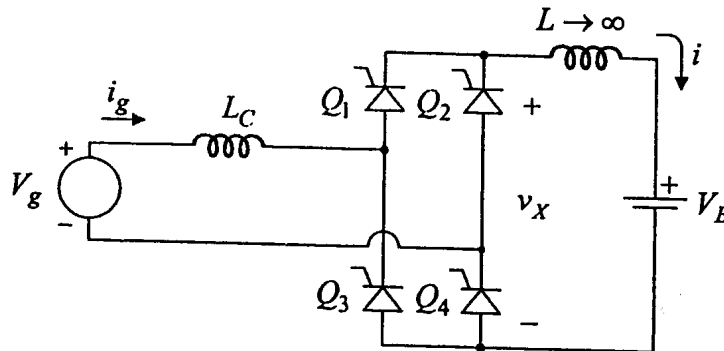 L → ∞
i
i_g
L_C
Q_1
Q_2
+
+
V_g
-
v_X
+
V_B
Q_3
Q_4
-